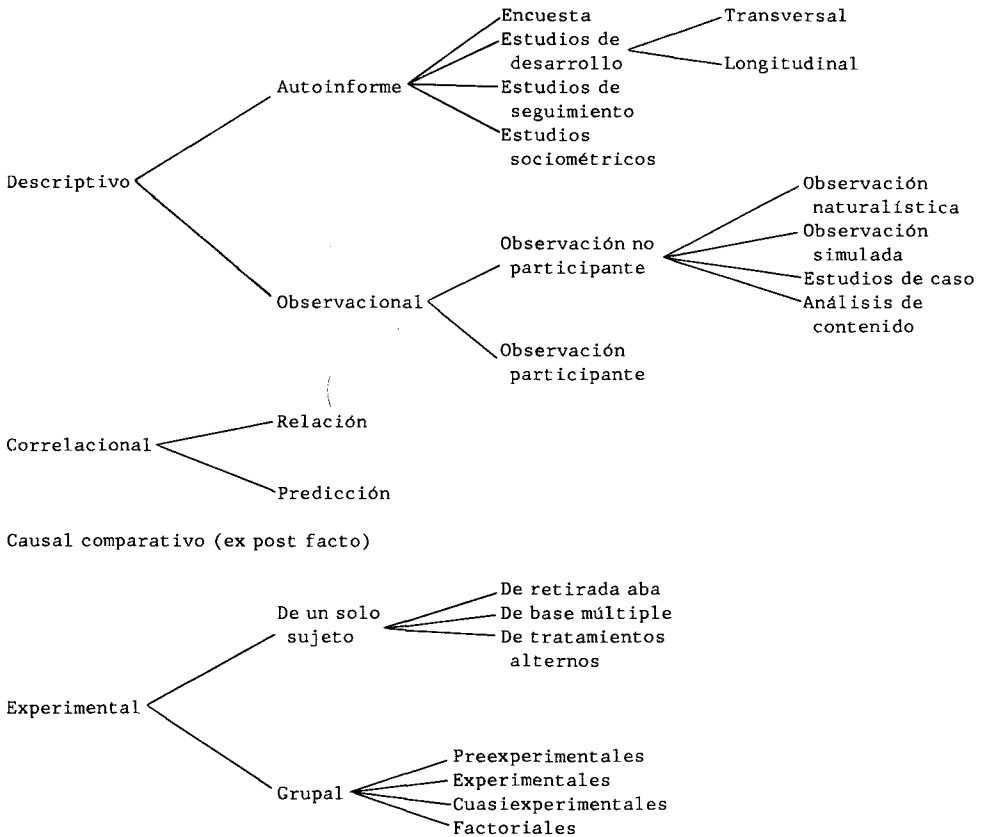 Encuesta
Transversal
Estudios de
desarrollo
Longitudinal
Autoinforme
Estudios de
seguimiento
Estudios
sociométricos
Descriptivo
Observación
naturalística
Observación
simulada
Observación no
participante
Estudios de caso
Análisis de
contenido
Observacional
Observación
participante
Relación
Correlacional
Predicción
Causal comparativo (ex post facto)
De retirada aba
De un solo
sujeto
De base múltiple
De tratamientos
alternos
Experimental
Preexperimentales
Experimentales
Grupal
Cuasiexperimentales
Factoriales